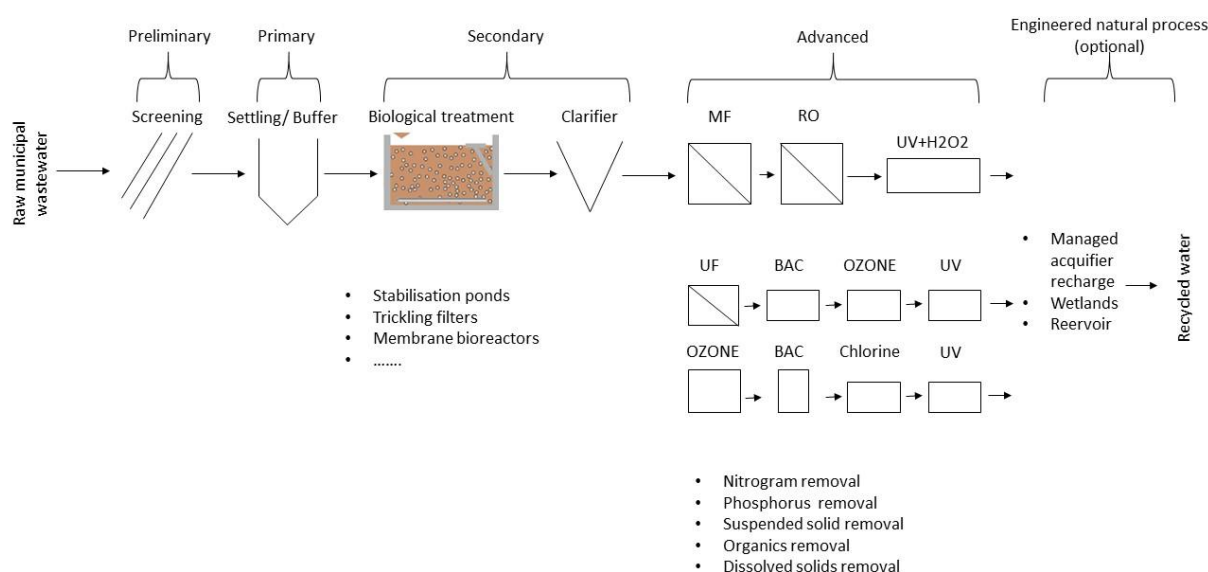 Preliminary
Primary
Secondary
Advanced
Engineered natural process
(optional)
Raw municipal
wastewater
Screening
Settling/ Buffer
Biological treatment
Clarifier
MF
RO
UV+H2O2
UF
BAC
OZONE
UV
OZONE
BAC
Chlorine
UV
• Stabilisation ponds
• Trickling filters
• Membrane bioreactors
• .......
• Nitrogram removal
• Phosphorus removal
• Suspended solid removal
• Organics removal
• Dissolved solids removal
• Managed
acquifier
recharge
• Wetlands
• Reervoir
Recycled water